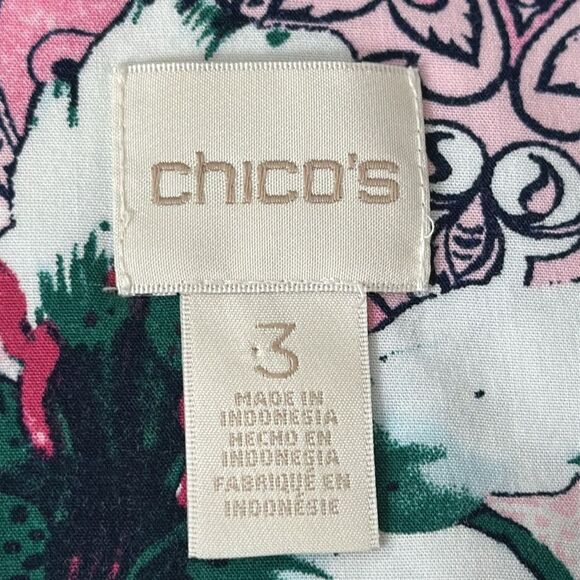 chico's
3
MADE IN
INDONESIA
HECHO EN
INDONESIA
FABRIQUÉ EN
INDONÉSIE